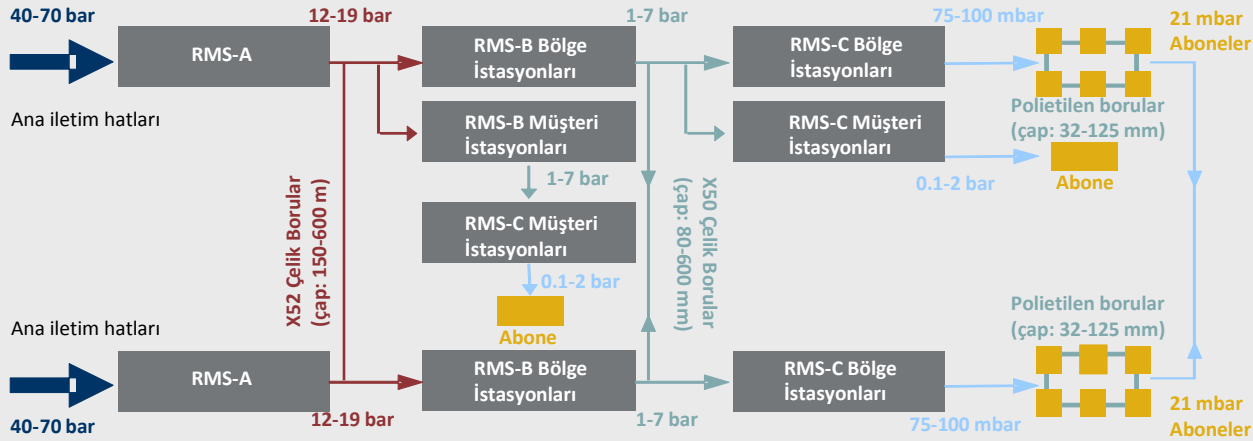 40-70 bar
12-19 bar
1-7 bar
75-100 mbar
21 mbar
Aboneler
RMS-A
RMS-B Bölge
İstasyonları
RMS-C Bölge
İstasyonları
Ana iletim hatları
RMS-B Müşteri
İstasyonları
RMS-C Müşteri
İstasyonları
Polietilen borular
(çap: 32-125 mm)
1-7 bar
0.1-2 bar
Abone
X52 Çelik Borular
(çap: 150-600 m)
RMS-C Müşteri
İstasyonları
X50 Çelik Borular
(çap: 80-600 mm)
0.1-2 bar
Abone
Ana iletim hatları
Polietilen borular
(çap: 32-125 mm)
RMS-A
RMS-B Bölge
İstasyonları
RMS-C Bölge
İstasyonları
40-70 bar
12-19 bar
1-7 bar
75-100 mbar
21 mbar
Aboneler